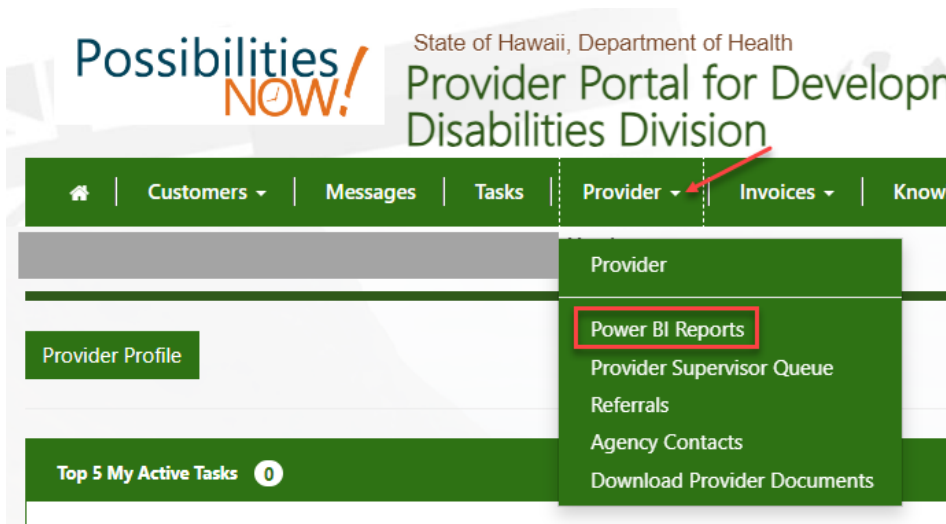 Possibilities
NOW!
State of Hawaii, Department of Health
Provider Portal for Developm
Disabilities Division
Customers
Messages
Tasks
Provider
Invoices
Know
Provider
Power BI Reports
Provider Supervisor Queue
Referrals
Agency Contacts
Download Provider Documents
Provider Profile
Top 5 My Active Tasks 0